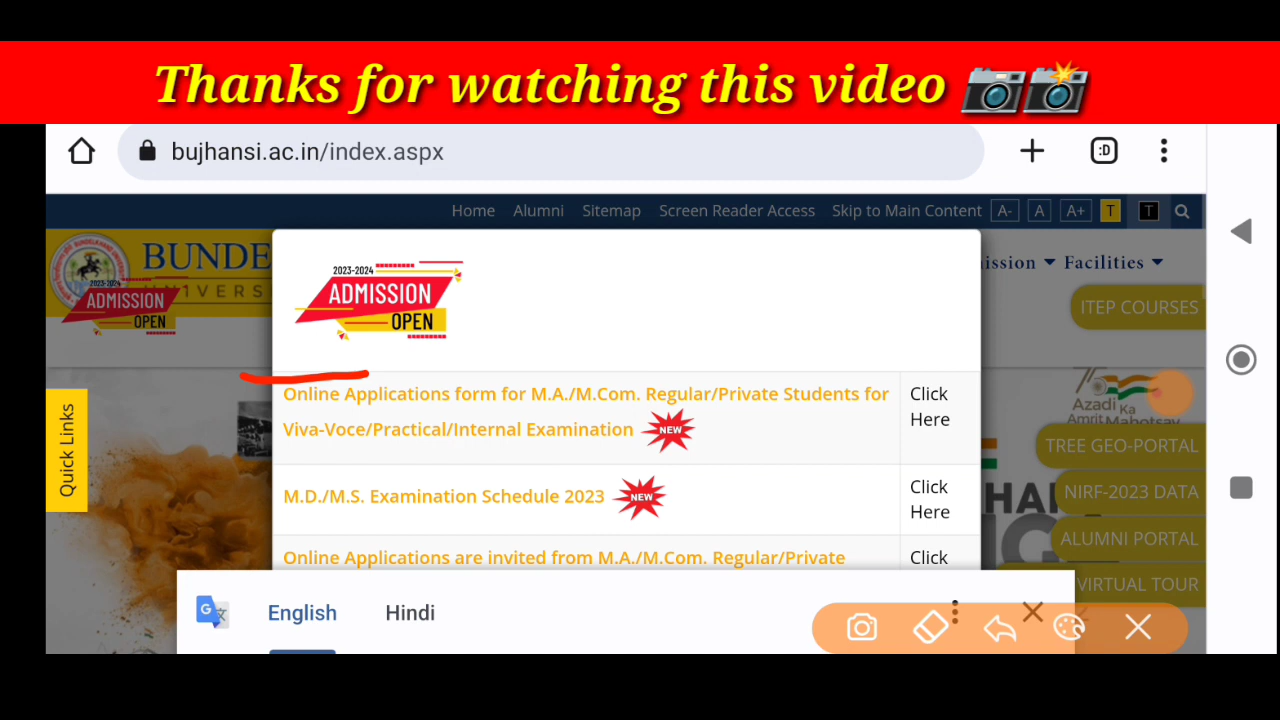 Thanks for watching this video
bujhansi.ac.in/index.aspx
:D
Home Alumni Sitemap Screen Reader Access Skip to Main Content A- A A+ T T
BUNDE
UNIVERS
2023-2024
ADMISSION
OPEN
2023-2024
ADMISSION
OPEN
ission Facilities
ITEP COURSES
Online Applications form for M.A./M.Com. Regular/Private Students for
Viva-Voce/Practical/Internal Examination NEW
Click
Here
M.D./M.S. Examination Schedule 2023 NEW
Click
Here
Online Applications are invited from M.A./M.Com. Regular/Private
Click
Quick Links
Azadi Ka
Amrit Mahotsav
TREE GEO-PORTAL
NIRF-2023 DATA
ALUMNI PORTAL
VIRTUAL TOUR
G
English Hindi